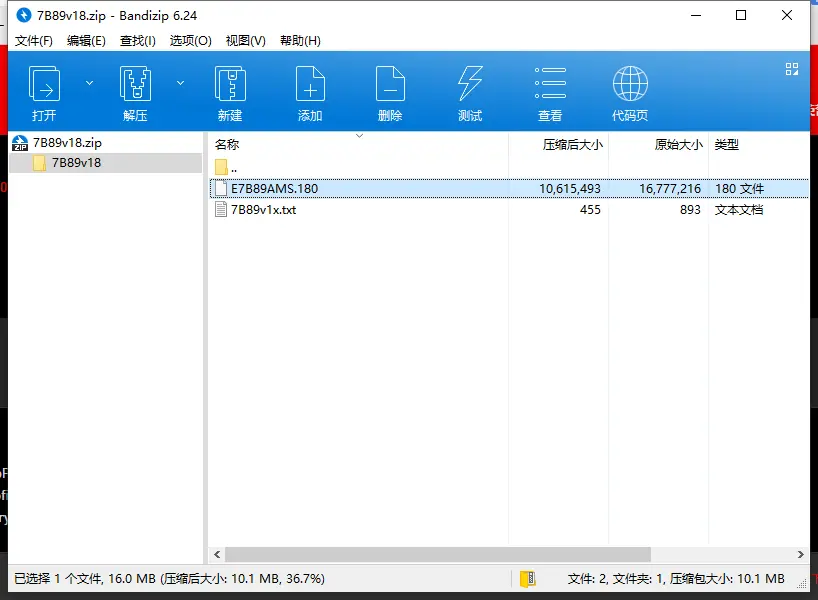 7B89v18.zip - Bandizip 6.24
文件(F) 编辑(E) 查找(I) 选项(O) 视图(V) 帮助(H)
打开 解压 新建 添加 删除 测试 查看 代码页
7B89v18.zip
ZIP
7B89v18
名称 压缩后大小 原始大小 类型
..
E7B89AMS.180 10,615,493 16,777,216 180 文件
7B89v1x.txt 455 893 文本文档
已选择 1 个文件, 16.0 MB (压缩后大小: 10.1 MB, 36.7%)
文件: 2, 文件夹: 1, 压缩包大小: 10.1 MB